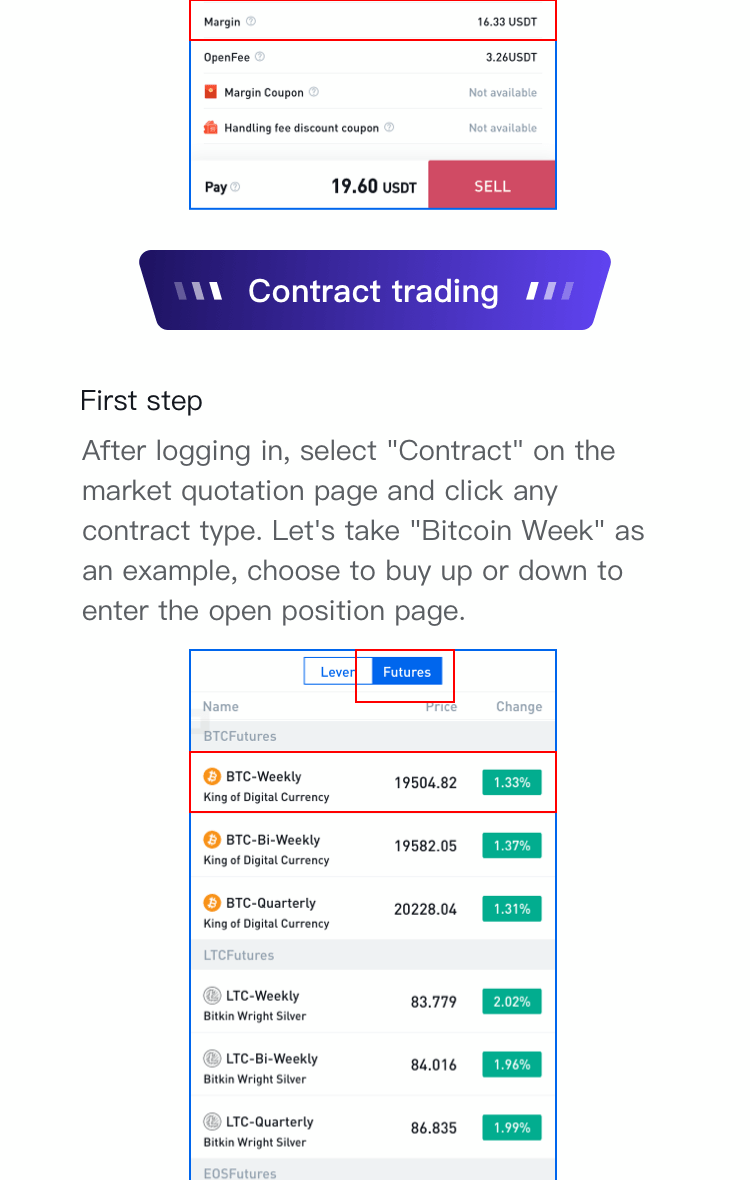 Margin 16.33 USDT
OpenFee 3.26USDT
Margin Coupon Not available
Handling fee discount coupon Not available
Pay 19.60 USDT SELL
Contract trading
First step
After logging in, select "Contract" on the
market quotation page and click any
contract type. Let's take "Bitcoin Week" as
an example, choose to buy up or down to
enter the open position page.
Lever Futures
Name Price Change
BTCFutures
BTC-Weekly 19504.82 1.33%
King of Digital Currency
BTC-Bi-Weekly 19582.05 1.37%
King of Digital Currency
BTC-Quarterly 20228.04 1.31%
King of Digital Currency
LTCFutures
LTC-Weekly 83.779 2.02%
Bitkin Wright Silver
LTC-Bi-Weekly 84.016 1.96%
Bitkin Wright Silver
LTC-Quarterly 86.835 1.99%
Bitkin Wright Silver
EOSFutures